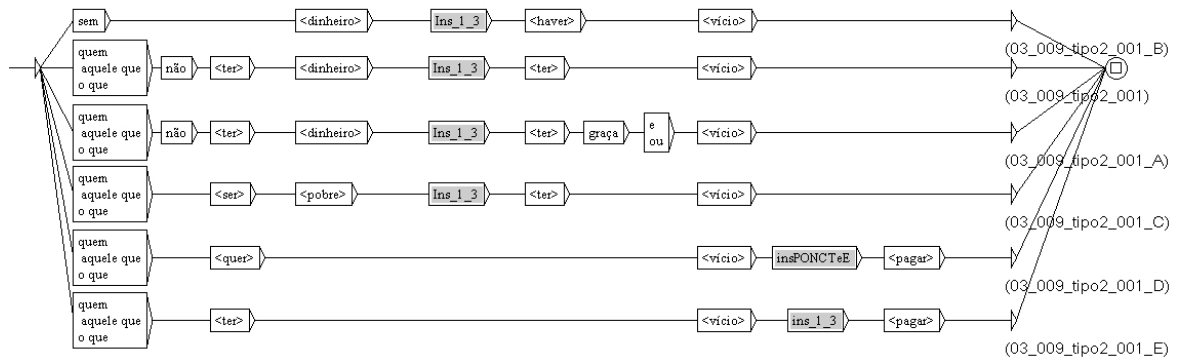 sem <dinheiro> Ins_1_3 <haver> <vício>
(03_009_tipo2_001_B)
quem
aquele que não <ter> <dinheiro> Ins_1_3 <ter> <vício>
o que
(03_009_tipo2_001)
quem
aquele que não <ter> <dinheiro> Ins_1_3 <ter> graça e <vício>
o que ou
(03_009_tipo2_001_A)
quem
aquele que <ser> <pobre> Ins_1_3 <ter> <vício>
o que
(03_009_tipo2_001_C)
quem
aquele que <quer> <vício> insPONCTeE <pagar>
o que
(03_009_tipo2_001_D)
quem
aquele que <ter> <vício> ins_1_3 <pagar>
o que
(03_009_tipo2_001_E)